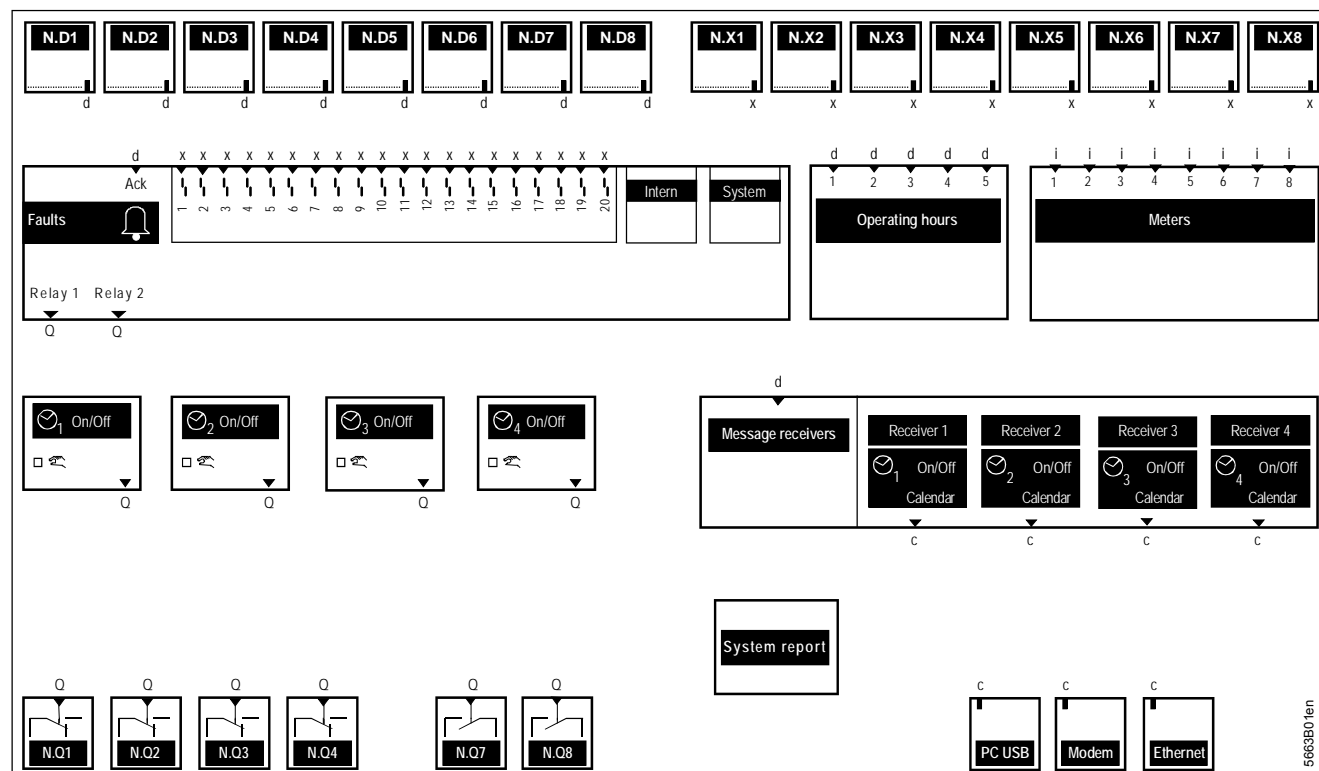 N.D1 N.D2 N.D3 N.D4 N.D5 N.D6 N.D7 N.D8 N.X1 N.X2 N.X3 N.X4 N.X5 N.X6 N.X7 N.X8
d d d d d d d d x x x x x x x x
d x x x x x x x x x x x x x x x x x x x x d d d d d i i i i i i i i
Ack 1 2 3 4 5 6 7 8 9 10 11 12 13 14 15 16 17 18 19 20 Intern System 1 2 3 4 5 1 2 3 4 5 6 7 8
Faults Operating hours Meters
Relay 1 Relay 2
Q Q
d
1 On/Off 2 On/Off 3 On/Off 4 On/Off Message receivers Receiver 1 Receiver 2 Receiver 3 Receiver 4
1 On/Off 2 On/Off 3 On/Off 4 On/Off
Calendar Calendar Calendar Calendar
Q Q Q Q
c c c c
System report
Q Q Q Q Q Q c c c
N.Q1 N.Q2 N.Q3 N.Q4 N.Q7 N.Q8 PC USB Modem Ethernet
5663B01en